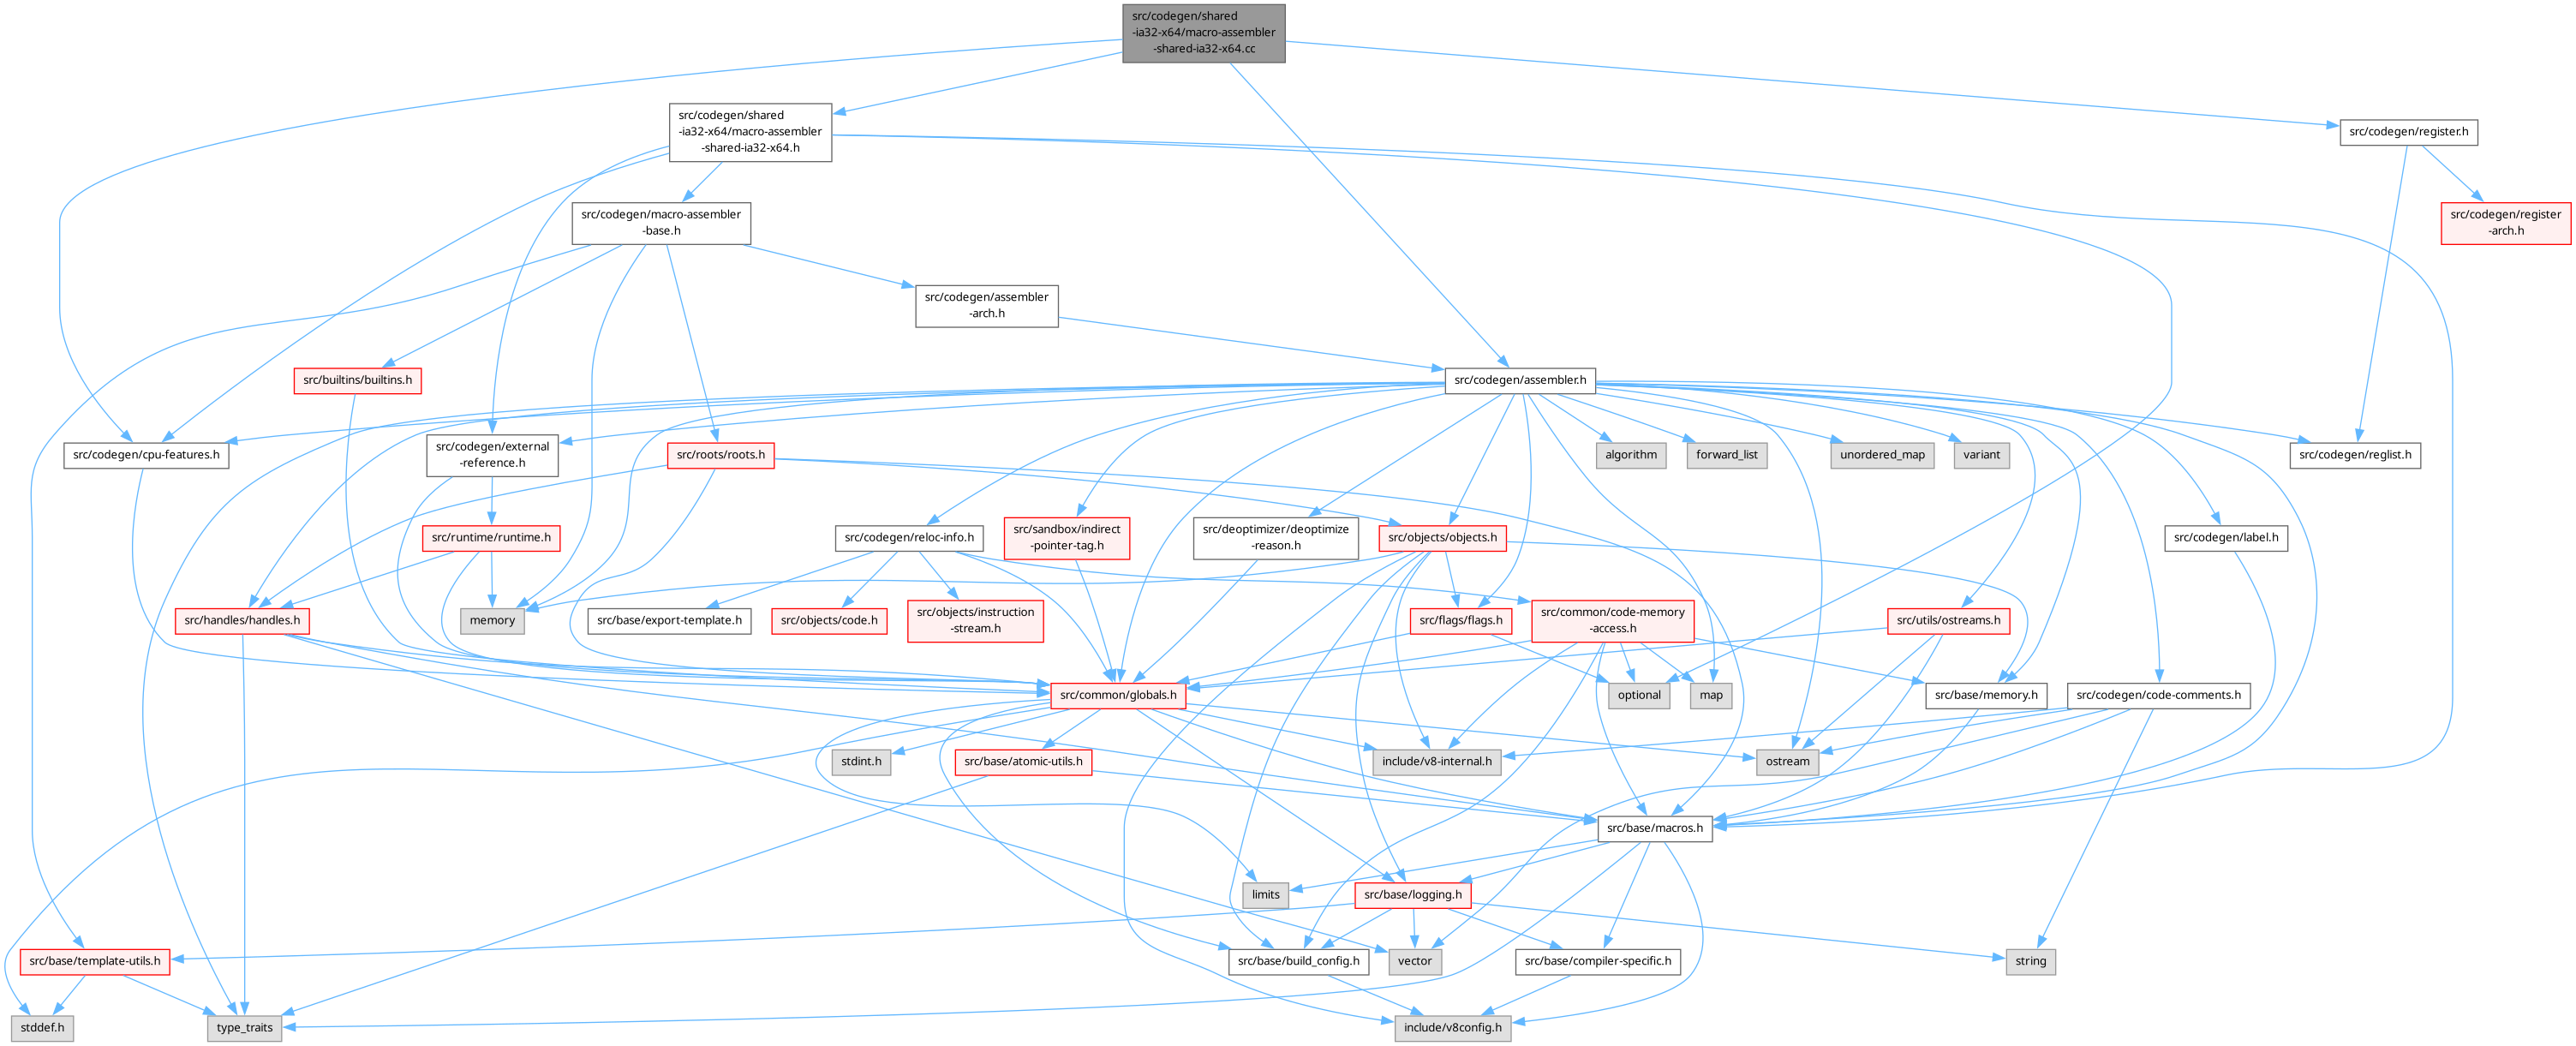 src/codegen/shared
-ia32-x64/macro-assembler
-shared-ia32-x64.cc
src/codegen/shared
-ia32-x64/macro-assembler
-shared-ia32-x64.h
src/codegen/register.h
src/codegen/macro-assembler
-base.h
src/codegen/register
-arch.h
src/codegen/assembler
-arch.h
src/builtins/builtins.h
src/codegen/assembler.h
src/codegen/cpu-features.h
src/codegen/external
-reference.h
src/roots/roots.h
algorithm
forward_list
unordered_map
variant
src/codegen/reglist.h
src/runtime/runtime.h
src/codegen/reloc-info.h
src/sandbox/indirect
-pointer-tag.h
src/deoptimizer/deoptimize
-reason.h
src/objects/objects.h
src/codegen/label.h
src/handles/handles.h
memory
src/base/export-template.h
src/objects/code.h
src/objects/instruction
-stream.h
src/flags/flags.h
src/common/code-memory
-access.h
src/utils/ostreams.h
src/common/globals.h
optional
map
src/base/memory.h
src/codegen/code-comments.h
stdint.h
src/base/atomic-utils.h
include/v8-internal.h
ostream
src/base/macros.h
limits
src/base/logging.h
src/base/template-utils.h
src/base/build_config.h
vector
src/base/compiler-specific.h
string
stddef.h
type_traits
include/v8config.h